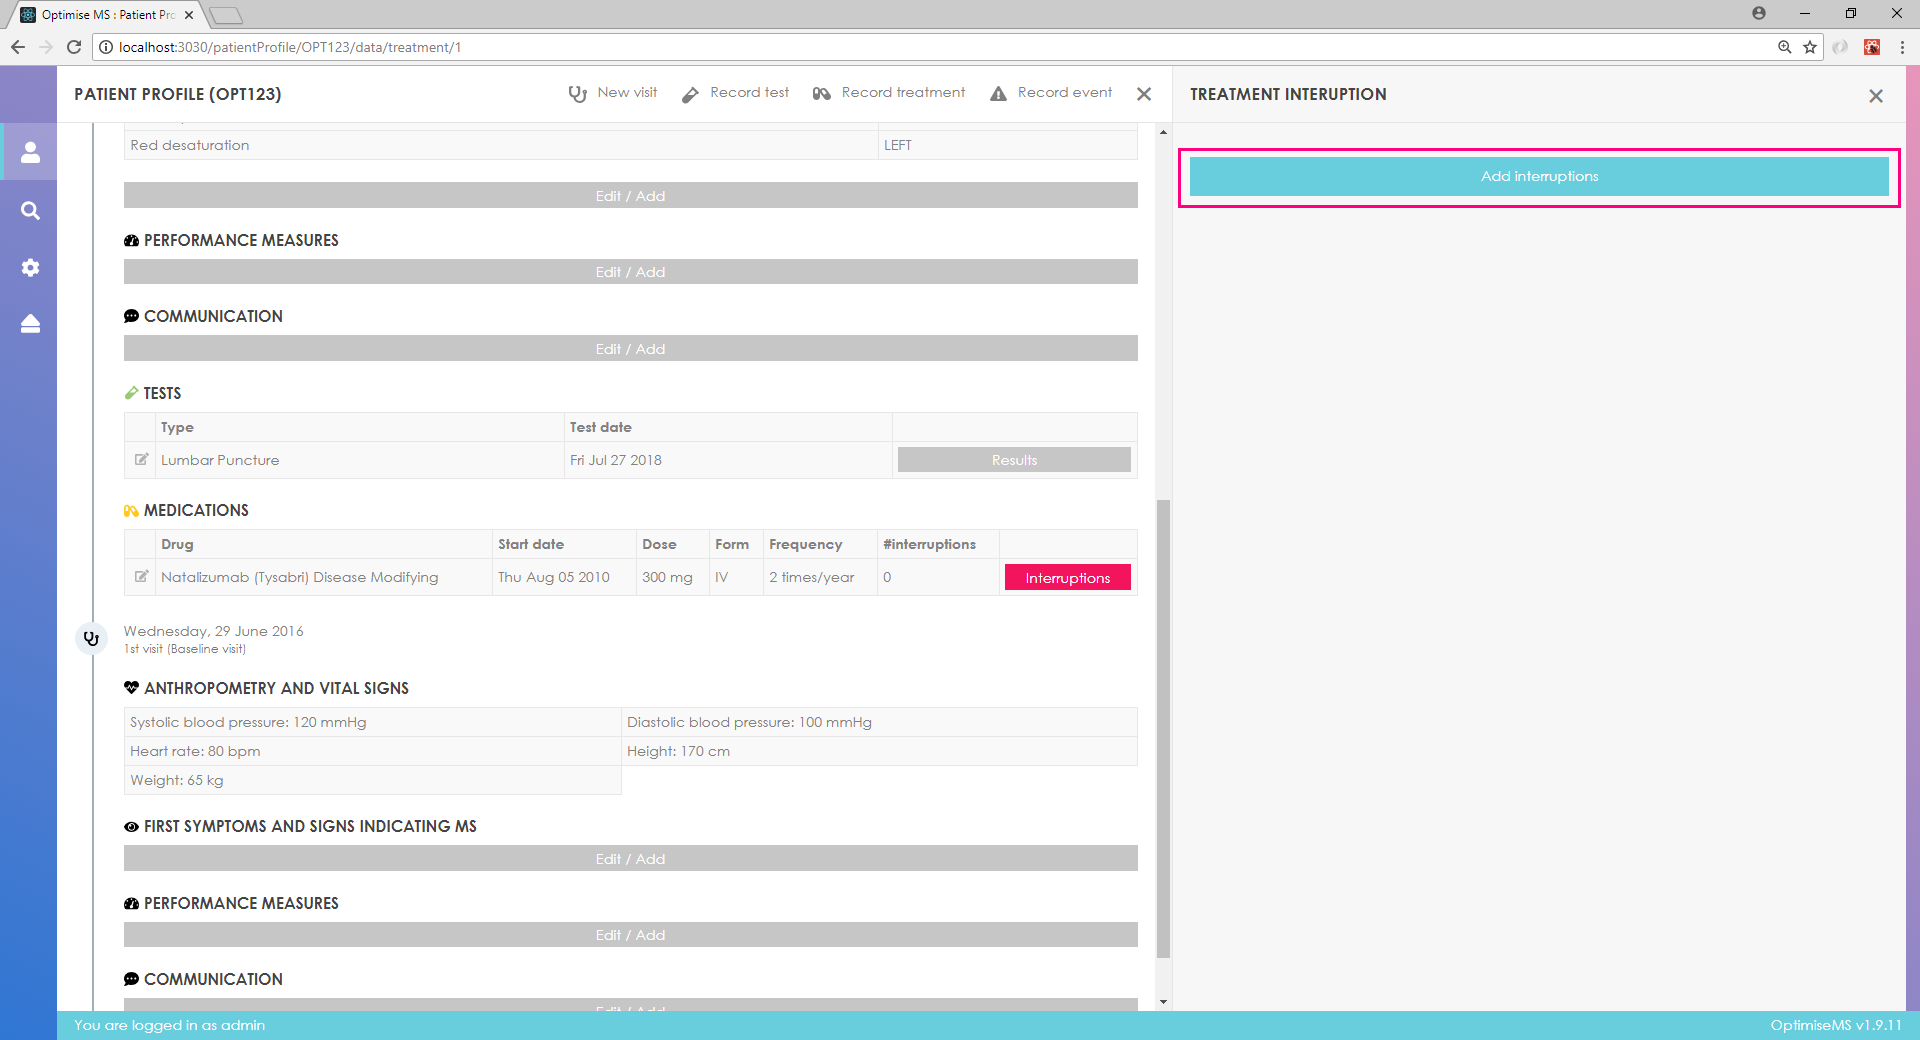 Optimise MS : Patient Pro
localhost:3030/patientProfile/OPT123/data/treatment/1
PATIENT PROFILE (OPT123)
New visit
Record test
Record treatment
Record event
TREATMENT INTERUPTION
Red desaturation
LEFT
Add interruptions
Edit / Add
PERFORMANCE MEASURES
Edit / Add
COMMUNICATION
Edit / Add
TESTS
Type
Test date
Lumbar Puncture
Fri Jul 27 2018
Results
MEDICATIONS
Drug
Start date
Dose
Form
Frequency
#interruptions
Natalizumab (Tysabri) Disease Modifying
Thu Aug 05 2010
300 mg
IV
2 times/year
0
Interruptions
Wednesday, 29 June 2016
1st visit (Baseline visit)
ANTHROPOMETRY AND VITAL SIGNS
Systolic blood pressure: 120 mmHg
Diastolic blood pressure: 100 mmHg
Heart rate: 80 bpm
Height: 170 cm
Weight: 65 kg
FIRST SYMPTOMS AND SIGNS INDICATING MS
Edit / Add
PERFORMANCE MEASURES
Edit / Add
COMMUNICATION
Edit / Add
You are logged in as admin
OptimiseMS v1.9.11